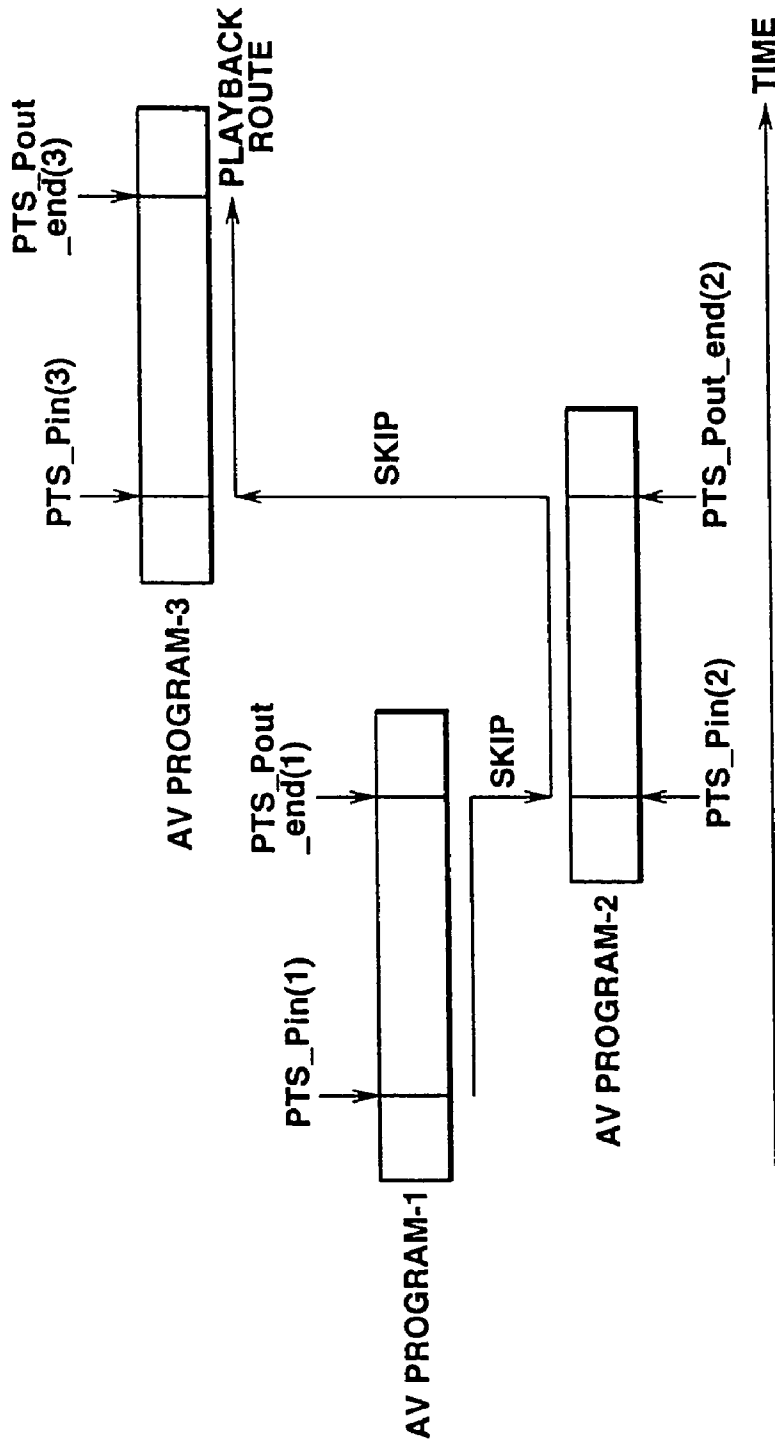 PTS_Pin(3)
PTS_Pout
_end(3)
AV PROGRAM-3
PLAYBACK
ROUTE
SKIP
PTS_Pin(1)
PTS_Pout
_end(1)
AV PROGRAM-1
SKIP
AV PROGRAM-2
PTS_Pin(2)
PTS_Pout_end(2)
TIME